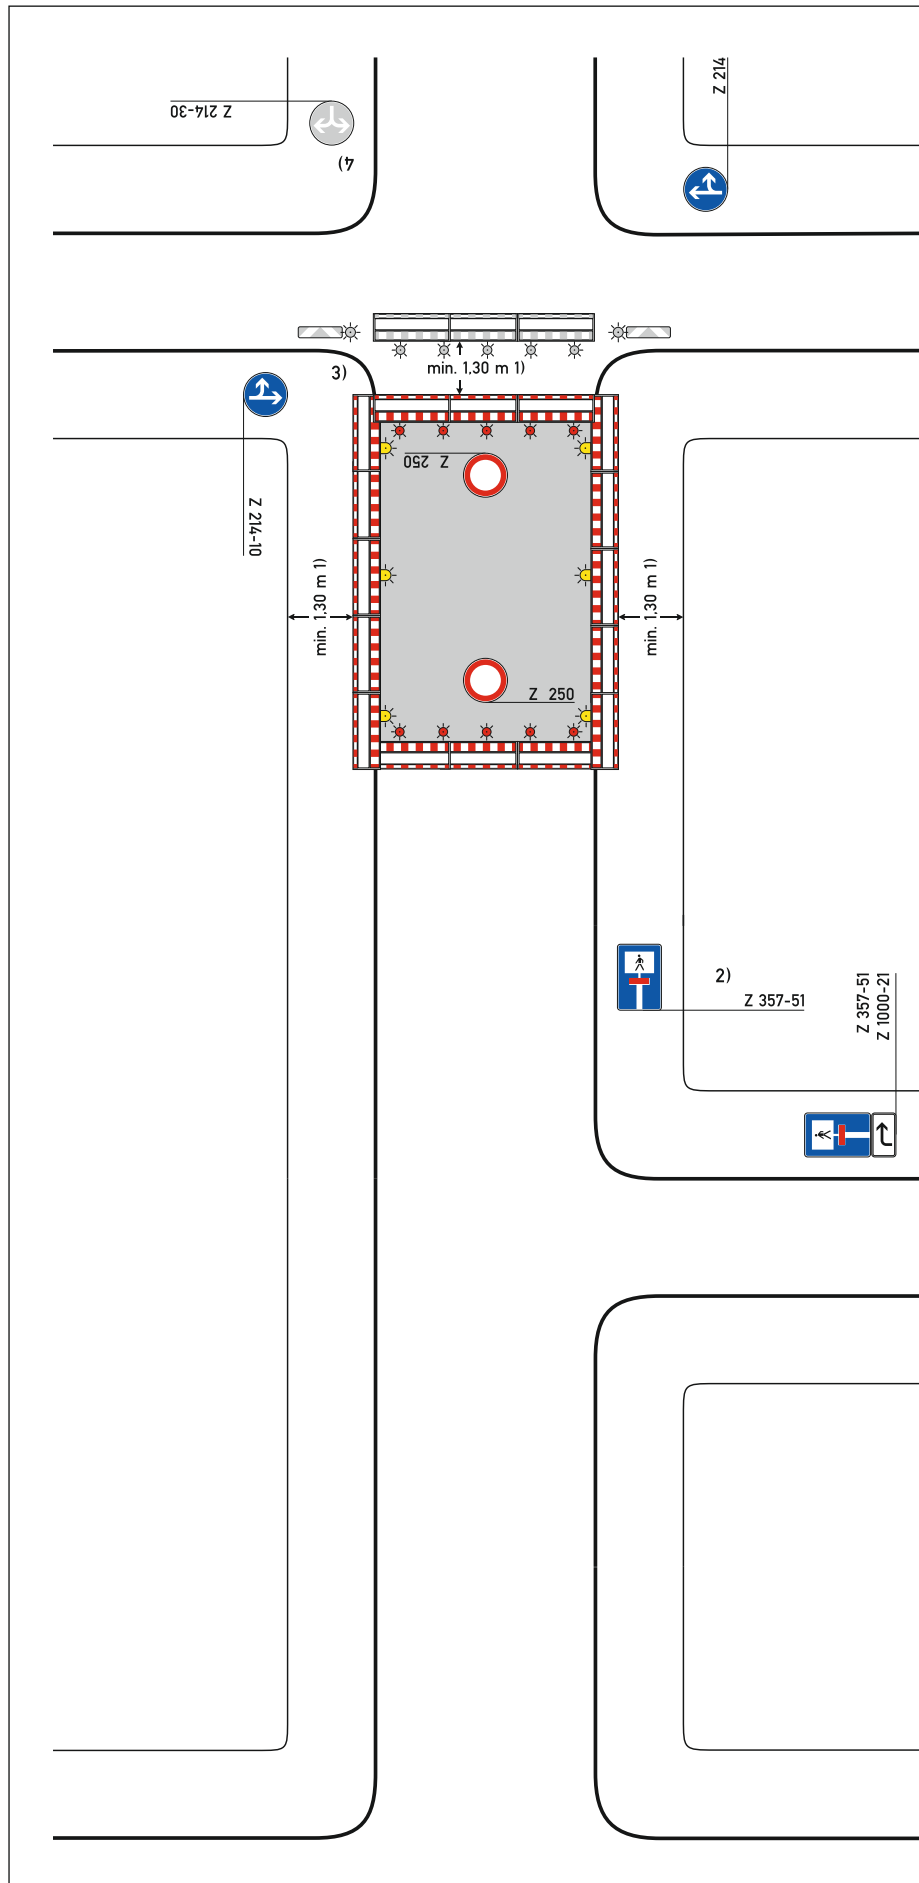 Z 214
Z 214-30
4)
3)
min. 1,30 m 1)
Z 250
Z 214-10
min. 1,30 m 1)
min. 1,30 m 1)
Z 250
2)
Z 357-51
Z 357-51
Z 1000-21